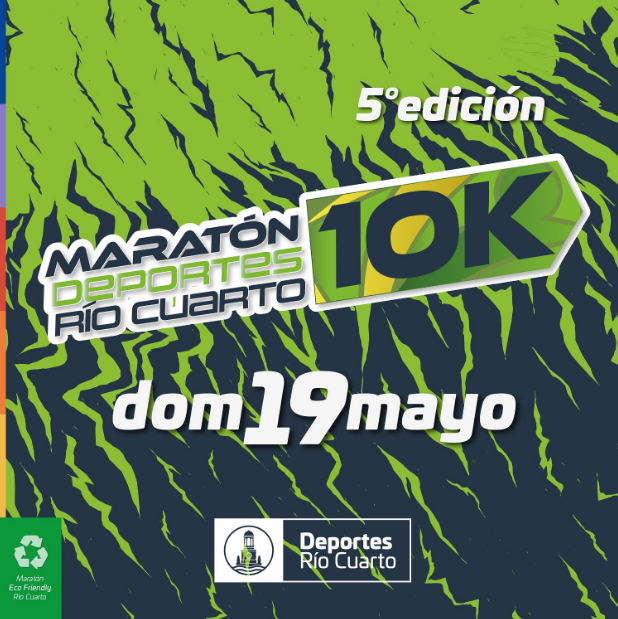 5°edición
MARATÓN
DEPORTES
RÍO CUARTO
10K
dom19mayo
Deportes
Río Cuarto
Maratón
Eco Friendly
Río Cuarto